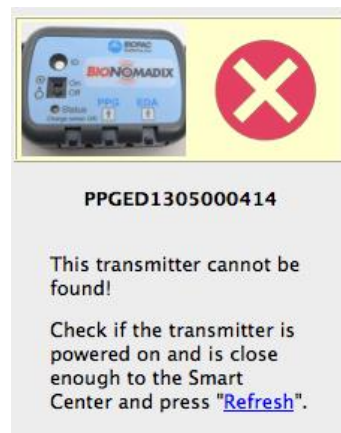 BIOPAC
ID
BIONOMADIX
On
Off
PPG EDA
Status
PPGED1305000414
This transmitter cannot be
found!
Check if the transmitter is
powered on and is close
enough to the Smart
Center and press "Refresh".